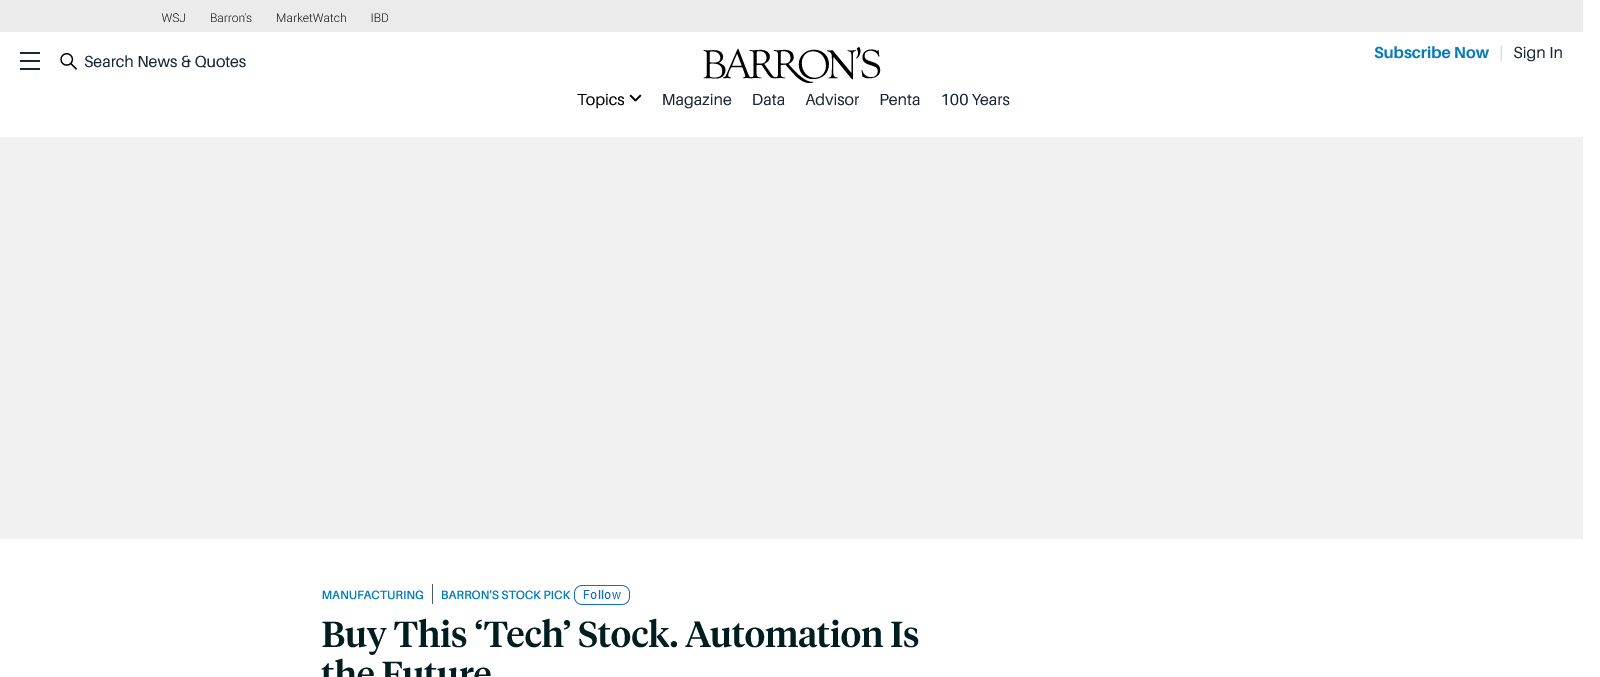 WSJ Barron's MarketWatch IBD
Search News & Quotes
BARRON'S
Subscribe Now | Sign In
Topics Magazine Data Advisor Penta 100 Years
MANUFACTURING | BARRON'S STOCK PICK Follow
Buy This ‘Tech’ Stock. Automation Is
the Future